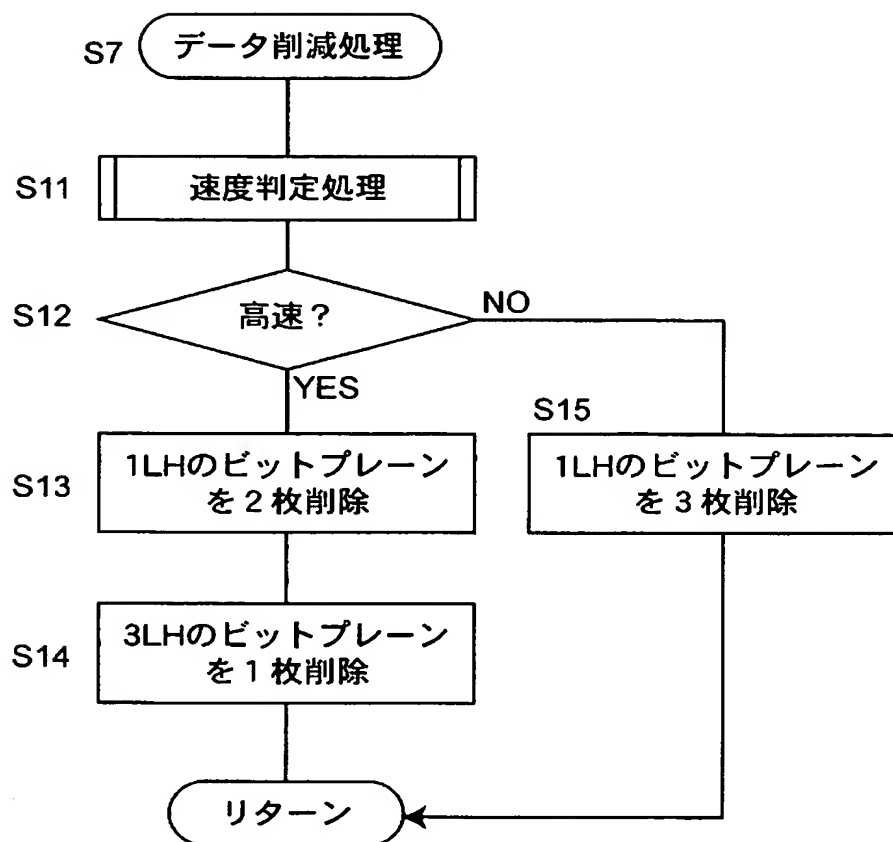 S7
データ削減処理
S11
速度判定処理
S12
高速？
NO
YES
S13
1LHのビットプレーン
を２枚削除
S15
1LHのビットプレーン
を３枚削除
S14
3LHのビットプレーン
を１枚削除
リターン